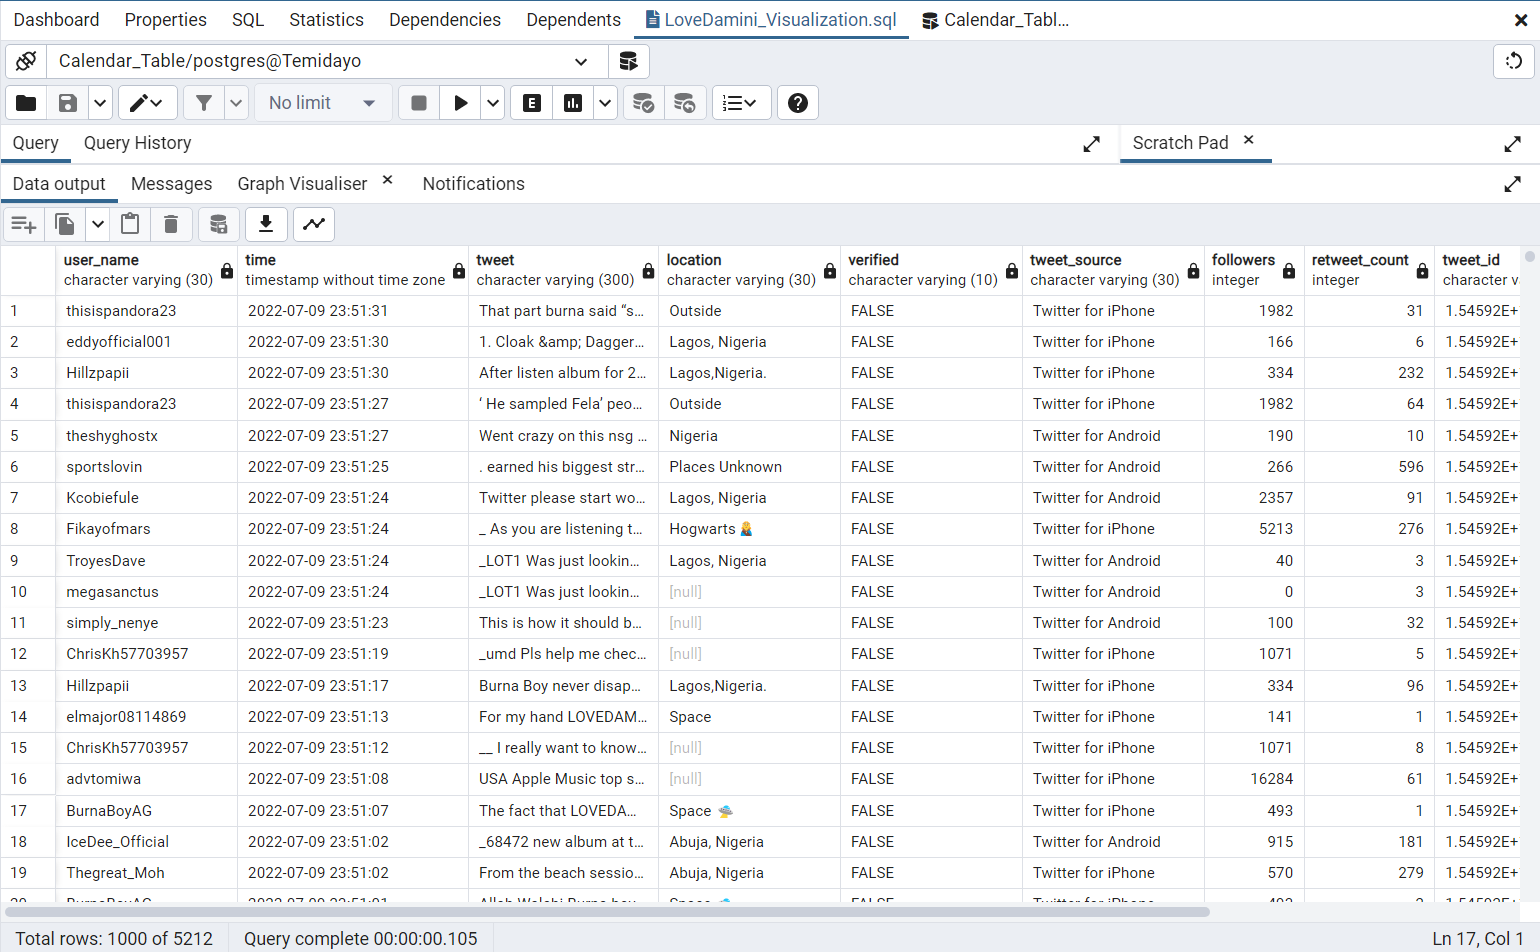 Dashboard Properties SQL Statistics Dependencies Dependents LoveDamini_Visualization.sql Calendar_Tabl...
Calendar_Table/postgres@Temidayo
No limit E
Query Query History Scratch Pad
Data output Messages Graph Visualiser Notifications
user_name time tweet location verified tweet_source followers retweet_count tweet_id
character varying (30) timestamp without time zone character varying (300) character varying (30) character varying (10) character varying (30) integer integer character v
1 thisispandora23 2022-07-09 23:51:31 That part burna said “s... Outside FALSE Twitter for iPhone 1982 31 1.54592E+
2 eddyofficial001 2022-07-09 23:51:30 1. Cloak &amp; Dagger... Lagos, Nigeria FALSE Twitter for iPhone 166 6 1.54592E+
3 Hillzpapii 2022-07-09 23:51:30 After listen album for 2... Lagos,Nigeria. FALSE Twitter for iPhone 334 232 1.54592E+
4 thisispandora23 2022-07-09 23:51:27 ‘ He sampled Fela’ peo... Outside FALSE Twitter for iPhone 1982 64 1.54592E+
5 theshyghostx 2022-07-09 23:51:27 Went crazy on this nsg ... Nigeria FALSE Twitter for Android 190 10 1.54592E+
6 sportslovin 2022-07-09 23:51:25 . earned his biggest str... Places Unknown FALSE Twitter for Android 266 596 1.54592E+
7 Kcobiefule 2022-07-09 23:51:24 Twitter please start wo... Lagos, Nigeria FALSE Twitter for Android 2357 91 1.54592E+
8 Fikayofmars 2022-07-09 23:51:24 _ As you are listening t... Hogwarts FALSE Twitter for iPhone 5213 276 1.54592E+
9 TroyesDave 2022-07-09 23:51:24 _LOT1 Was just lookin... Lagos, Nigeria FALSE Twitter for Android 40 3 1.54592E+
10 megasanctus 2022-07-09 23:51:24 _LOT1 Was just lookin... [null] FALSE Twitter for Android 0 3 1.54592E+
11 simply_nenye 2022-07-09 23:51:23 This is how it should b... [null] FALSE Twitter for Android 100 32 1.54592E+
12 ChrisKh57703957 2022-07-09 23:51:19 _umd Pls help me chec... [null] FALSE Twitter for iPhone 1071 5 1.54592E+
13 Hillzpapii 2022-07-09 23:51:17 Burna Boy never disap... Lagos,Nigeria. FALSE Twitter for iPhone 334 96 1.54592E+
14 elmajor08114869 2022-07-09 23:51:13 For my hand LOVEDAM... Space FALSE Twitter for iPhone 141 1 1.54592E+
15 ChrisKh57703957 2022-07-09 23:51:12 __ I really want to know... [null] FALSE Twitter for iPhone 1071 8 1.54592E+
16 advtomiwa 2022-07-09 23:51:08 USA Apple Music top s... [null] FALSE Twitter for iPhone 16284 61 1.54592E+
17 BurnaBoyAG 2022-07-09 23:51:07 The fact that LOVEDA... Space FALSE Twitter for iPhone 493 1 1.54592E+
18 IceDee_Official 2022-07-09 23:51:02 _68472 new album at t... Abuja, Nigeria FALSE Twitter for Android 915 181 1.54592E+
19 Thegreat_Moh 2022-07-09 23:51:02 From the beach sessio... Abuja, Nigeria FALSE Twitter for iPhone 570 279 1.54592E+
Total rows: 1000 of 5212 Query complete 00:00:00.105 Ln 17, Col 1